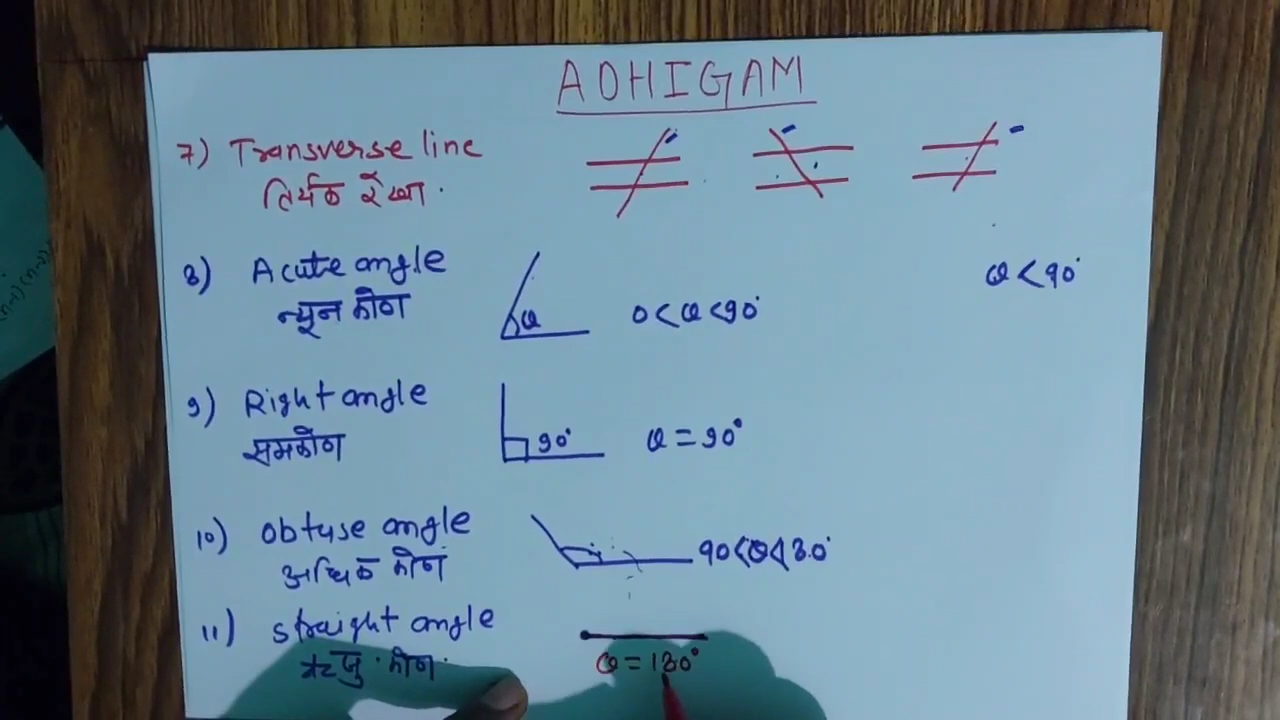 ADHIGAM
7) Transverse line
तिर्यक रेखा
8) Acute angle θ 0<θ<90° θ<90°
न्यून कोण
9) Right angle 90° θ=90°
समकोण
10) Obtuse angle 90<θ<180°
अधिक कोण
11) Straight angle
ऋजु कोण θ=180°